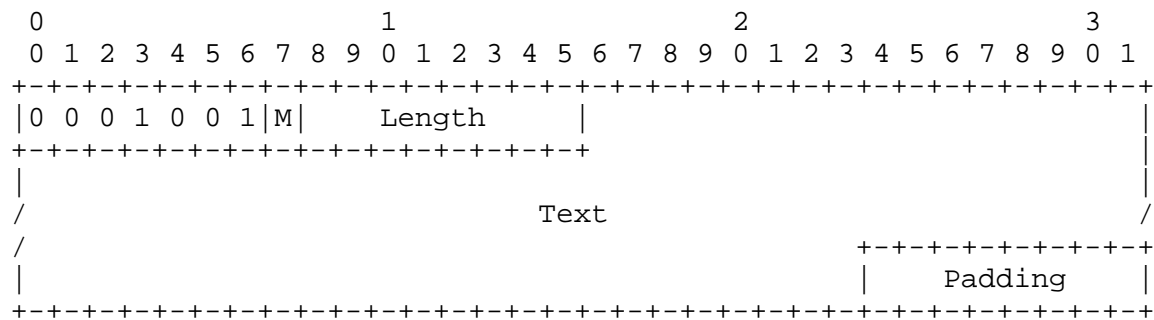 0                   1                   2                   3
 0 1 2 3 4 5 6 7 8 9 0 1 2 3 4 5 6 7 8 9 0 1 2 3 4 5 6 7 8 9 0 1
+-+-+-+-+-+-+-+-+-+-+-+-+-+-+-+-+-+-+-+-+-+-+-+-+-+-+-+-+-+-+-+-+
|0 0 0 1 0 0 1|M|    Length     |                               |
+-+-+-+-+-+-+-+-+-+-+-+-+-+-+-+-+                               |
|                                                               |
/                             Text                              /
/                                               +-+-+-+-+-+-+-+-+
|                                               |    Padding    |
+-+-+-+-+-+-+-+-+-+-+-+-+-+-+-+-+-+-+-+-+-+-+-+-+-+-+-+-+-+-+-+-+